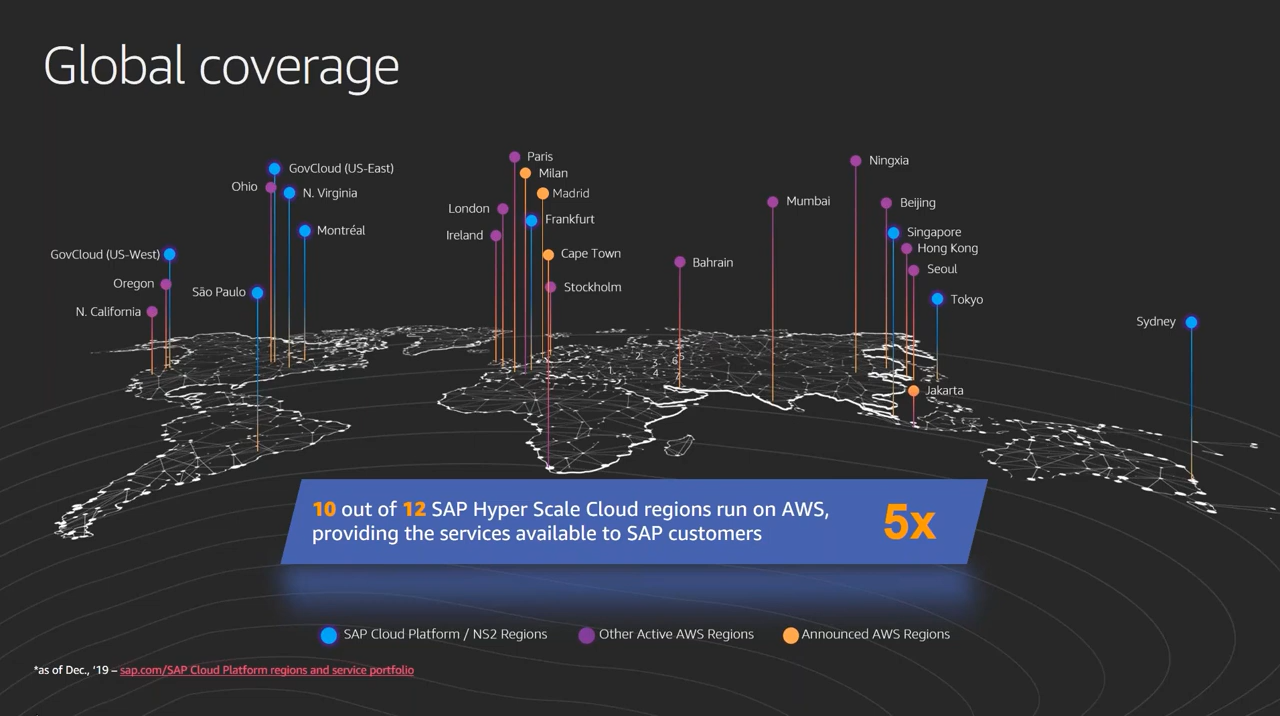 Global coverage
Paris
Ningxia
Milan
GovCloud (US-East)
Ohio
N. Virginia
Madrid
Mumbai
Beijing
London
Frankfurt
Montréal
Ireland
Singapore
Hong Kong
GovCloud (US-West)
Cape Town
Bahrain
Seoul
Oregon
São Paulo
Stockholm
Tokyo
N. California
Sydney
Jakarta
10 out of 12 SAP Hyper Scale Cloud regions run on AWS,
providing the services available to SAP customers
5x
SAP Cloud Platform / NS2 Regions
Other Active AWS Regions
Announced AWS Regions
*as of Dec., ‘19 – sap.com/SAP Cloud Platform regions and service portfolio